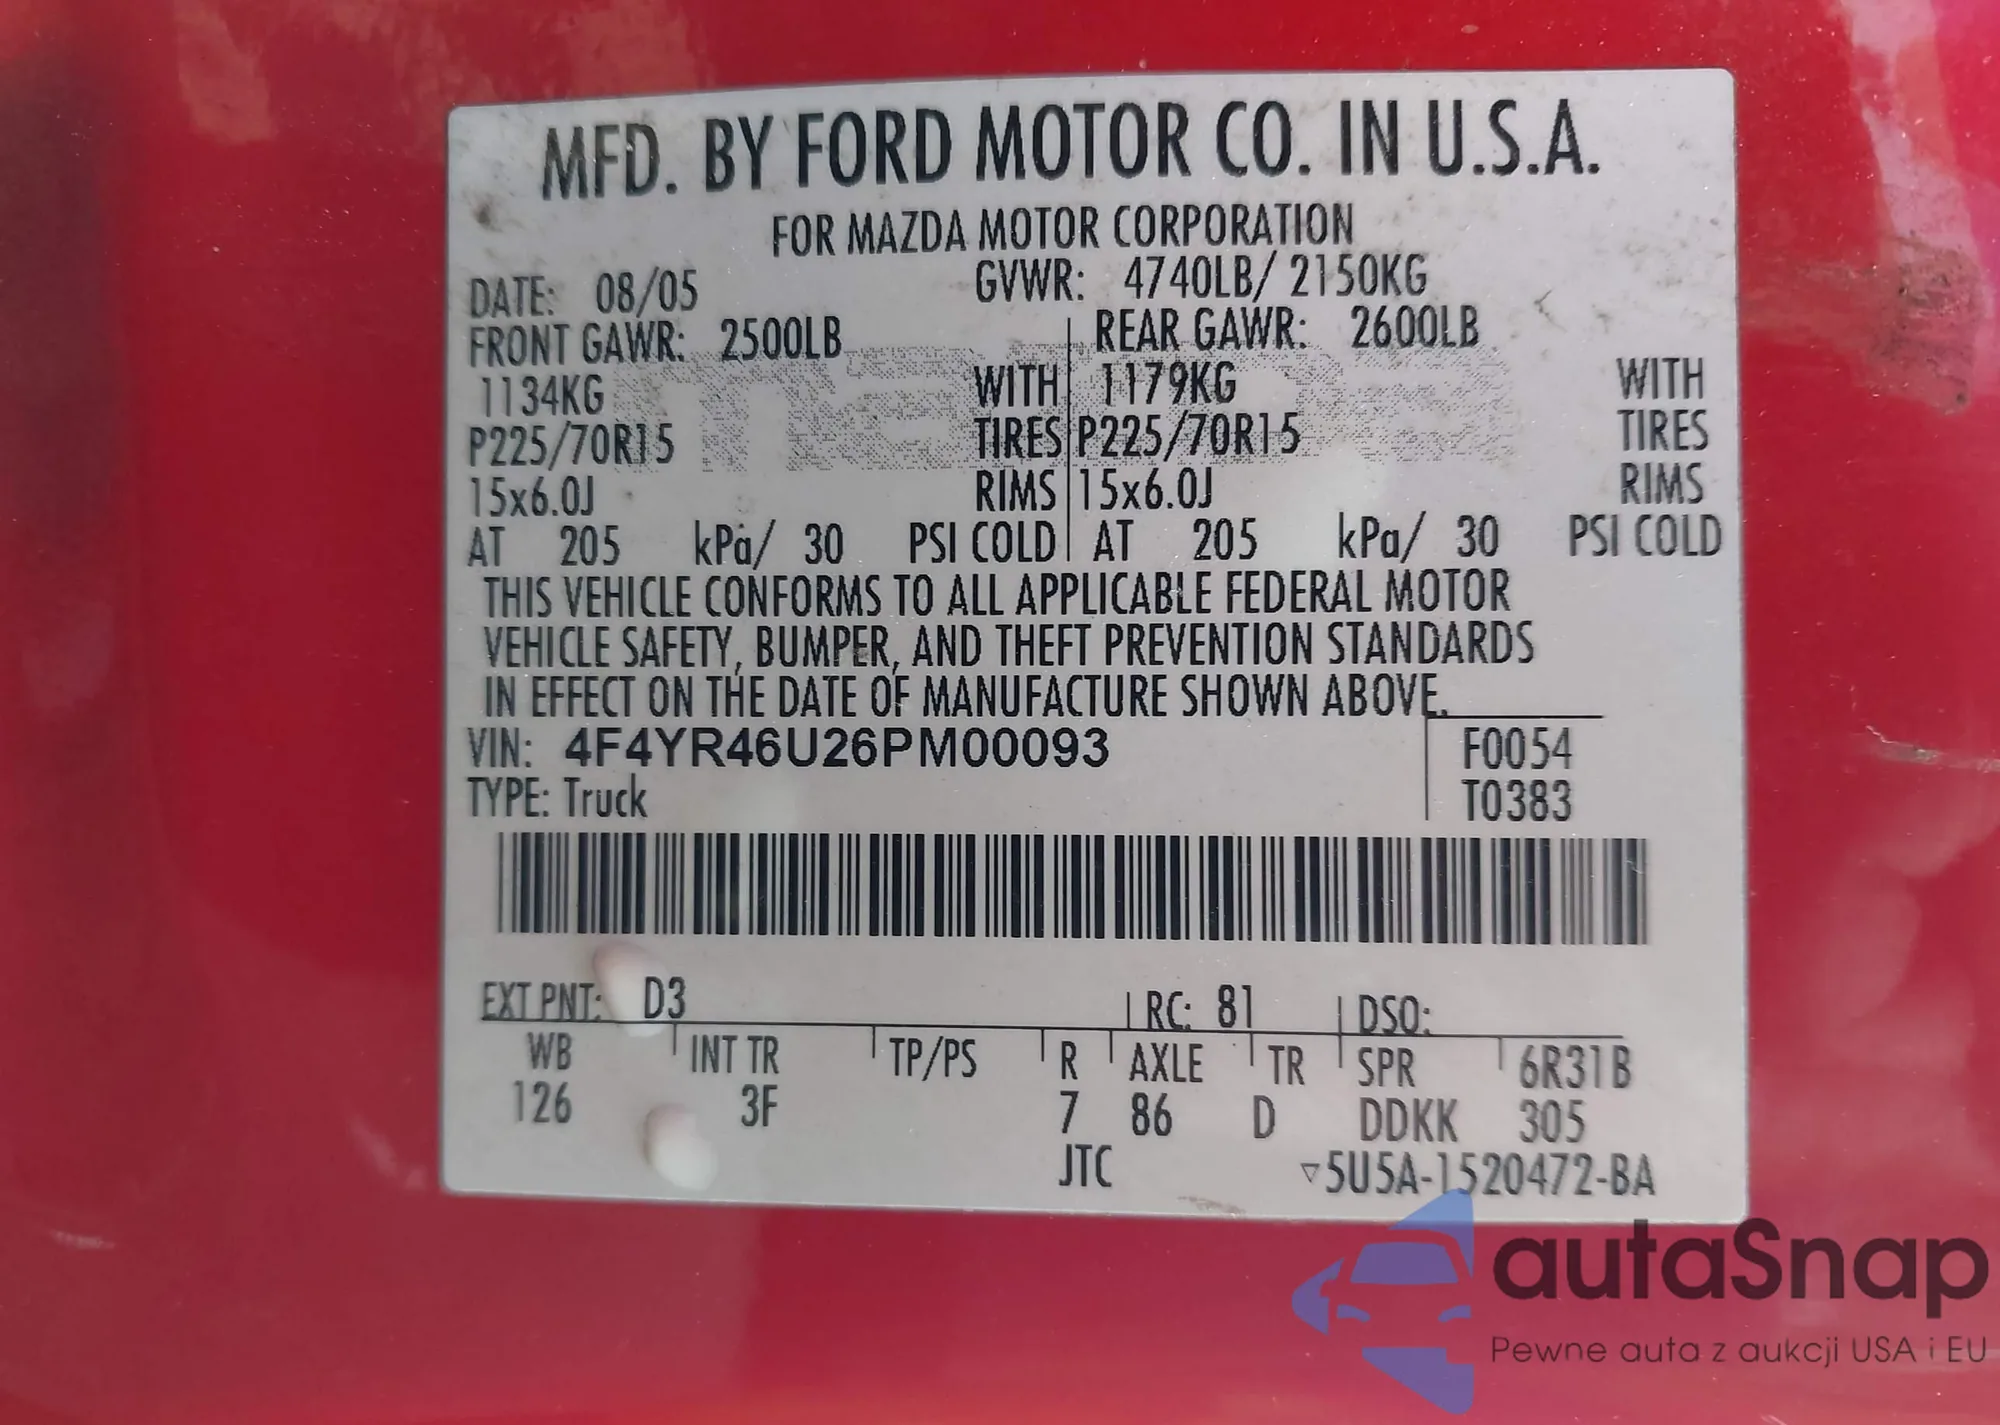 MFD. BY FORD MOTOR CO. IN U.S.A.
FOR MAZDA MOTOR CORPORATION
DATE: 08/05 GVWR: 4740LB/ 2150KG
FRONT GAWR: 2500LB REAR GAWR: 2600LB
1134KG WITH 1179KG WITH
P225/70R15 TIRES P225/70R15 TIRES
15x6.0J RIMS 15x6.0J RIMS
AT 205 kPa/ 30 PSI COLD AT 205 kPa/ 30 PSI COLD
THIS VEHICLE CONFORMS TO ALL APPLICABLE FEDERAL MOTOR
VEHICLE SAFETY, BUMPER, AND THEFT PREVENTION STANDARDS
IN EFFECT ON THE DATE OF MANUFACTURE SHOWN ABOVE.
VIN: 4F4YR46U26PM00093 F0054
TYPE: Truck T0383
EXT PNT: D3 RC: 81 DSO:
WB INT TR TP/PS R AXLE TR SPR 6R31B
126 3F 7 86 D DDKK 305
JTC ▽5U5A-1520472-BA
autaSnap
Pewne auta z aukcji USA i EU